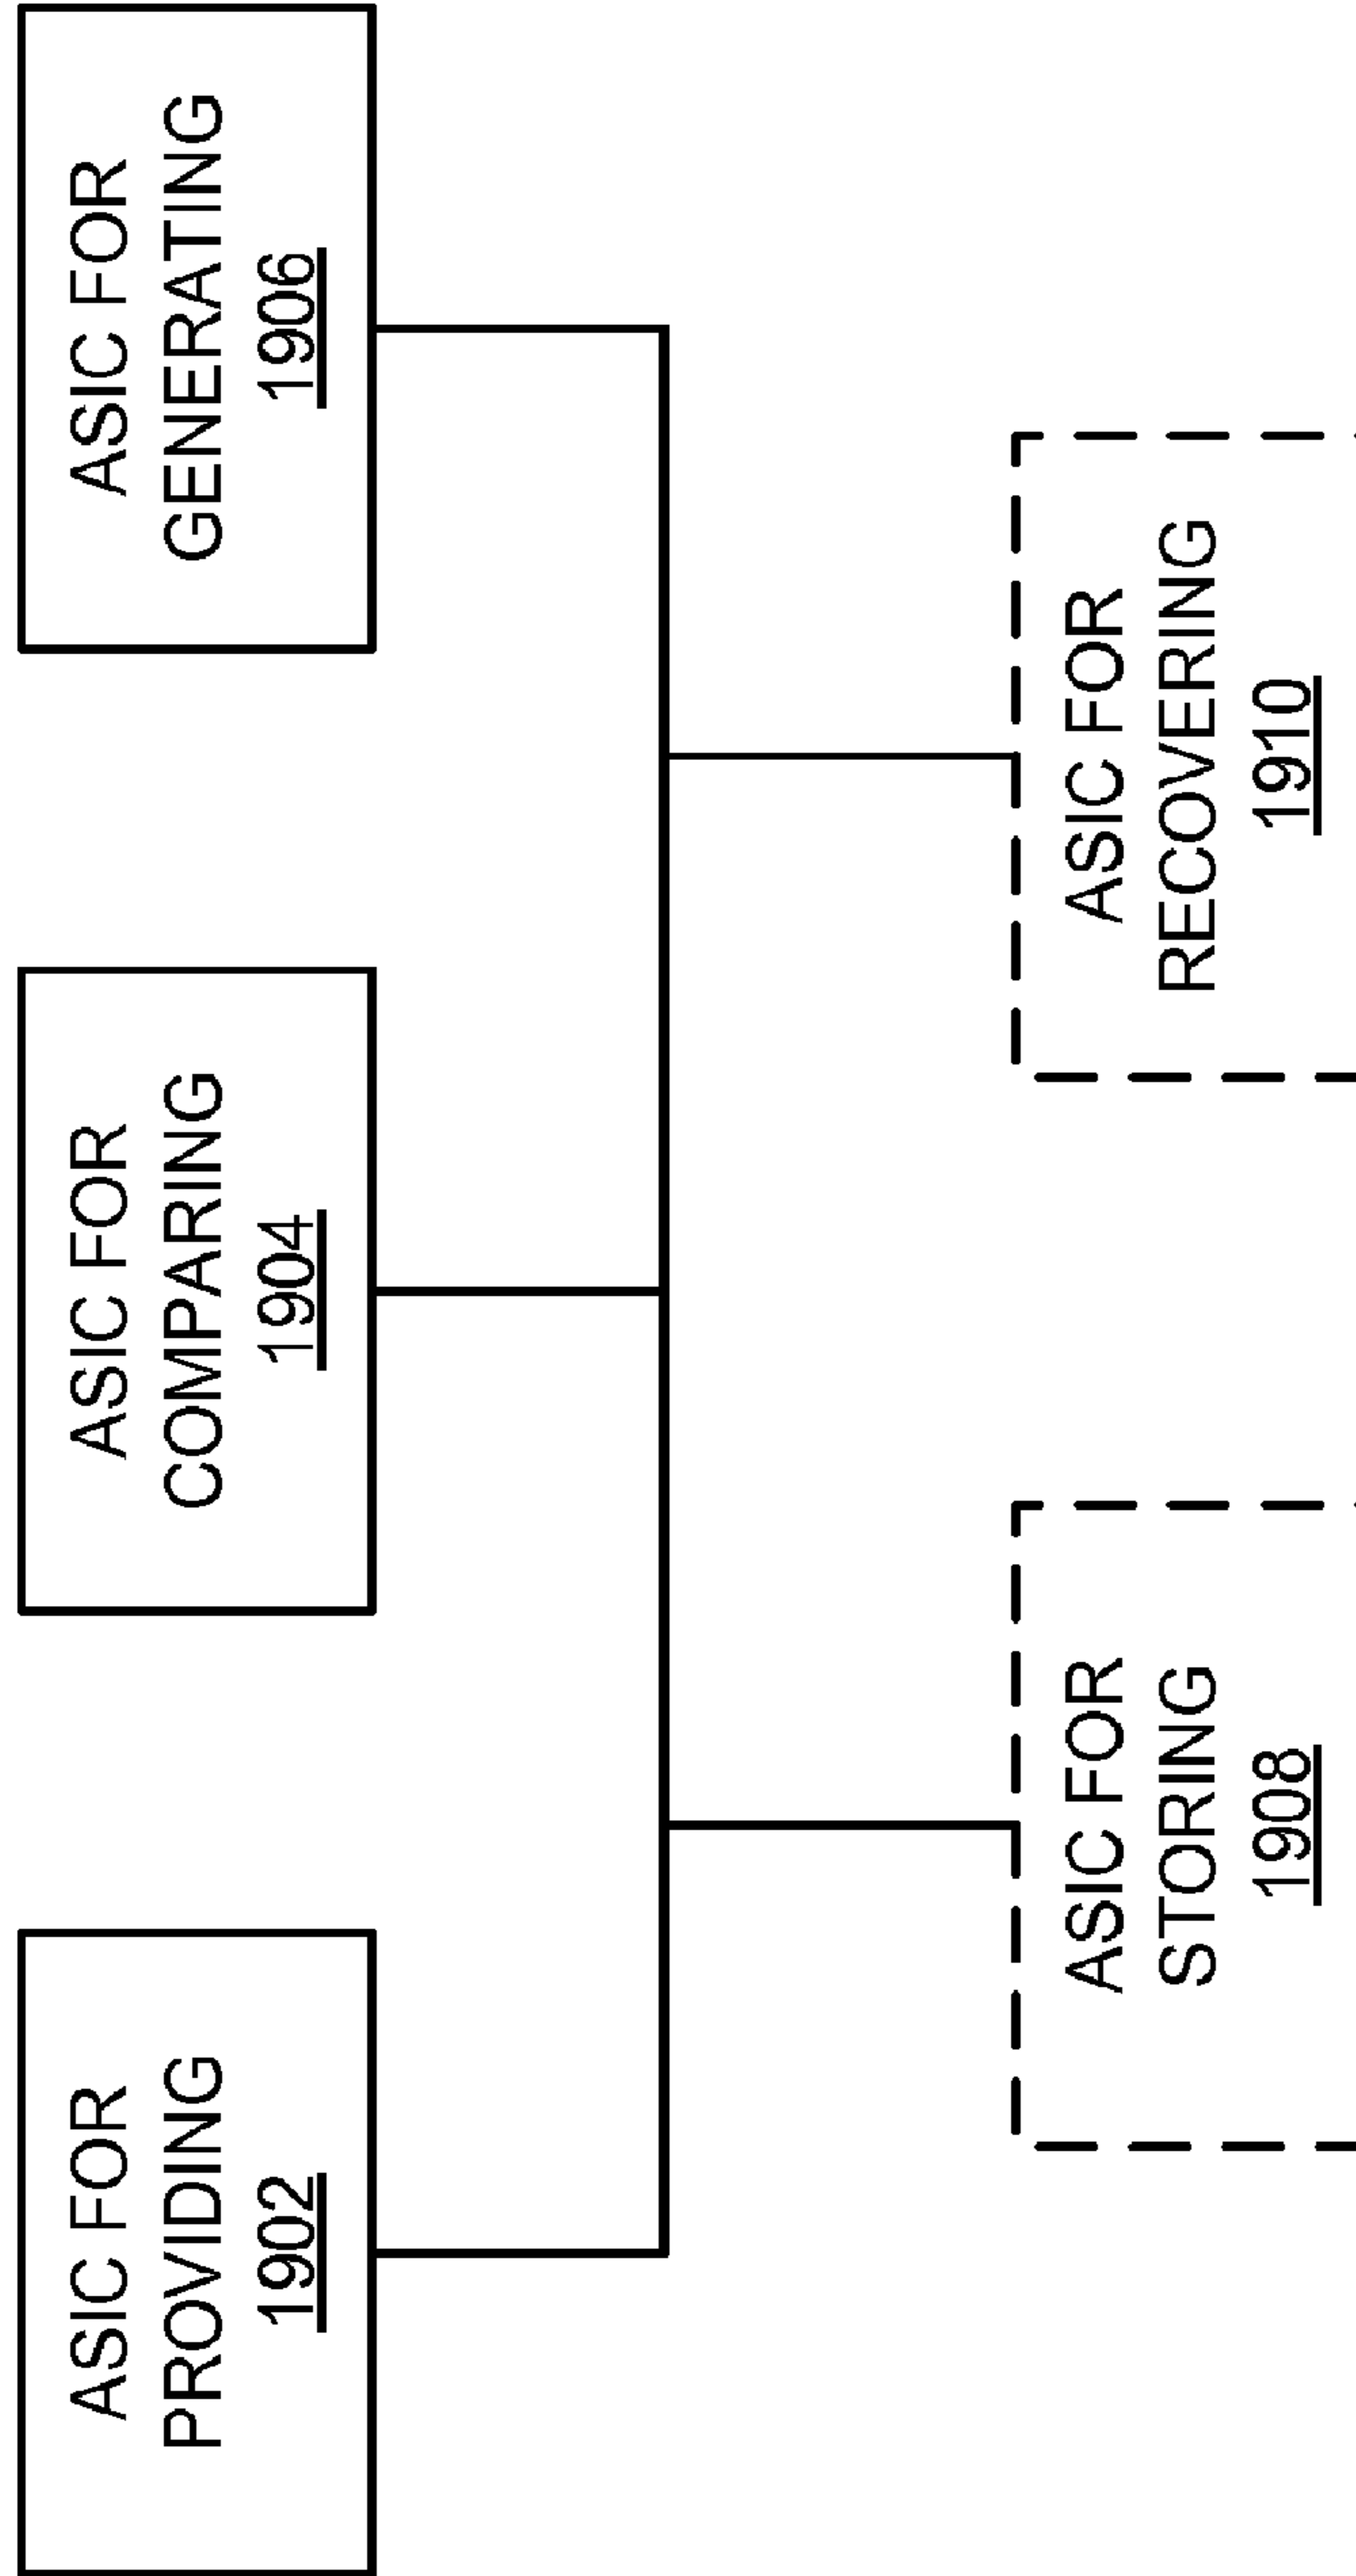 ASIC FOR
PROVIDING
1902
ASIC FOR
COMPARING
1904
ASIC FOR
GENERATING
1906
ASIC FOR
STORING
1908
ASIC FOR
RECOVERING
1910